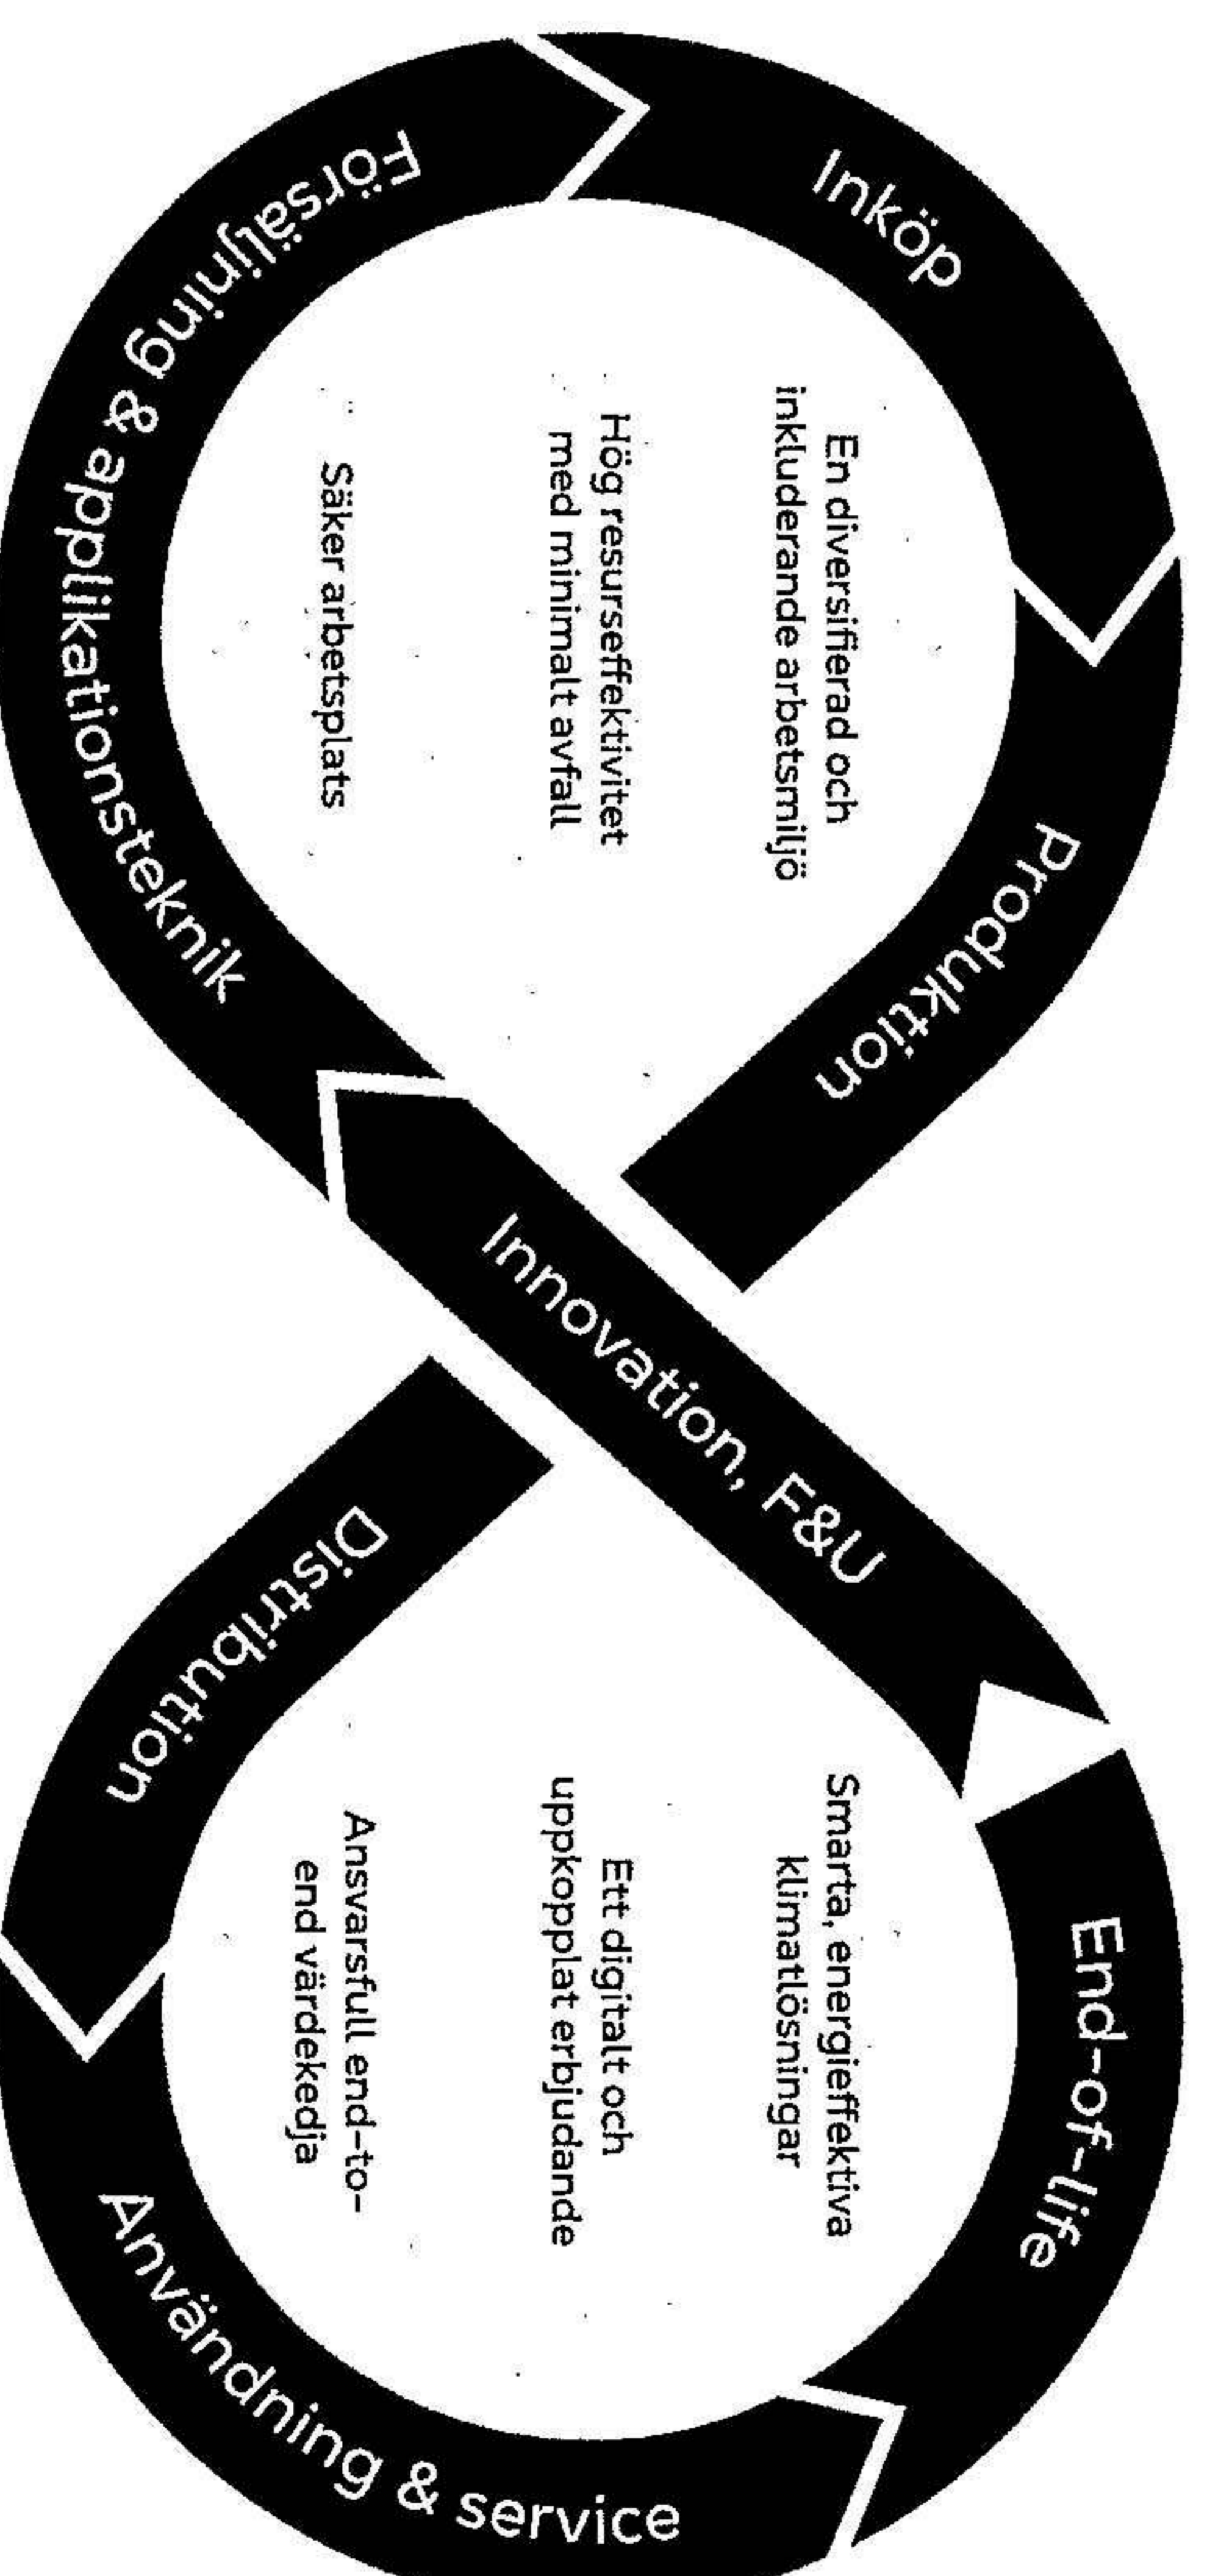 Inköp
Produktion
Försäljning & applikationsteknik
Innovation, F&U
Distribution
Användning & service
End-of-life
En diversifierad och
inkluderande arbetsmiljö
Hög resurseffektivitet
med minimalt avfall
Säker arbetsplats
Smarta, energieffektiva
klimatlösningar
Ett digitalt och
uppkopplat erbjudande
Ansvarsfull end-to-
end värdekedja